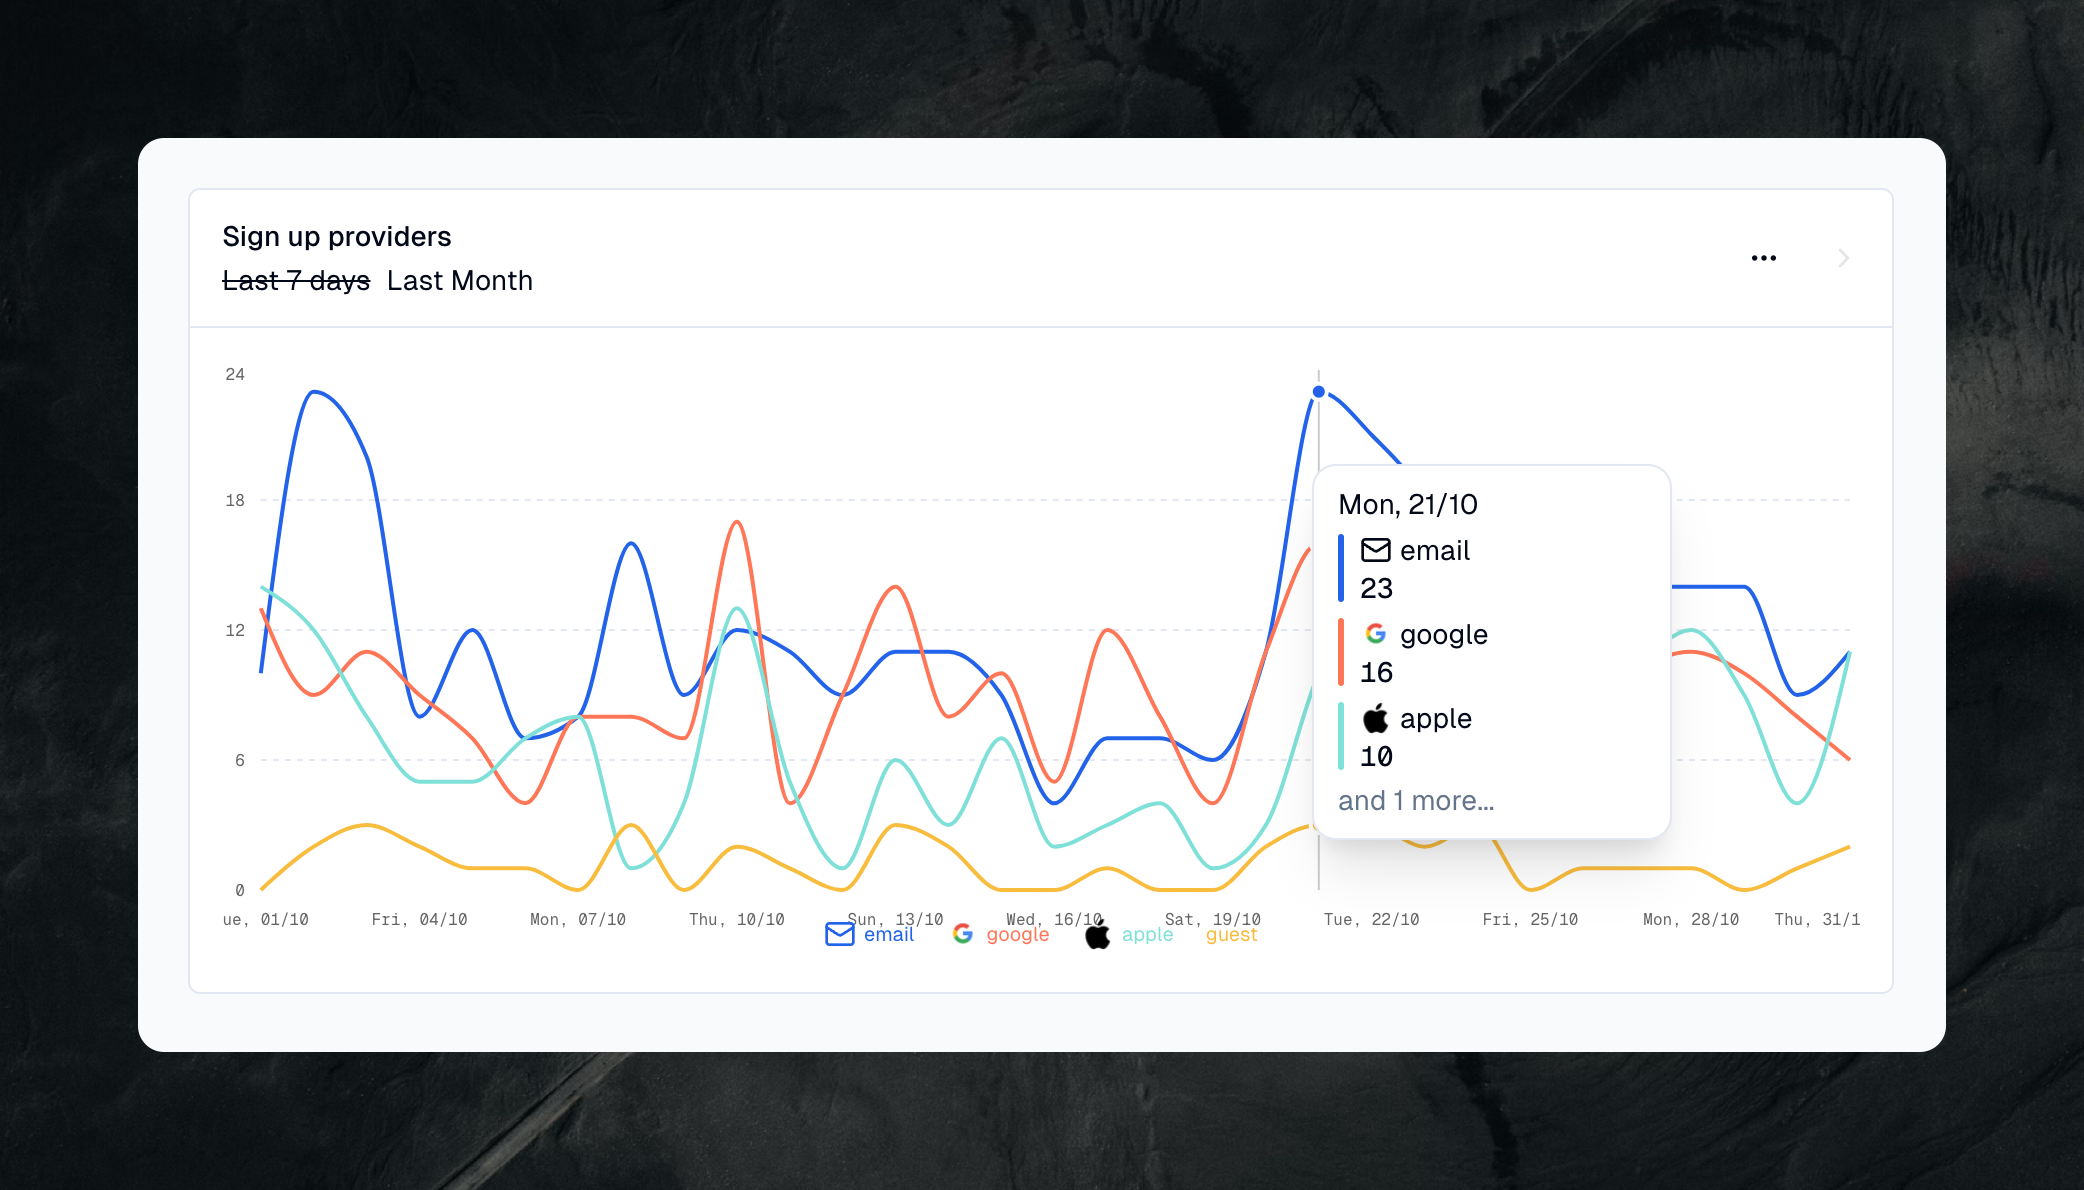 Sign up providers
Last 7 days Last Month
24
18
12
6
0
Mon, 21/10
email
23
google
16
apple
10
and 1 more...
ue, 01/10 Fri, 04/10 Mon, 07/10 Thu, 10/10 Sun, 13/10 Wed, 16/10 Sat, 19/10 Tue, 22/10 Fri, 25/10 Mon, 28/10 Thu, 31/1
email google apple guest